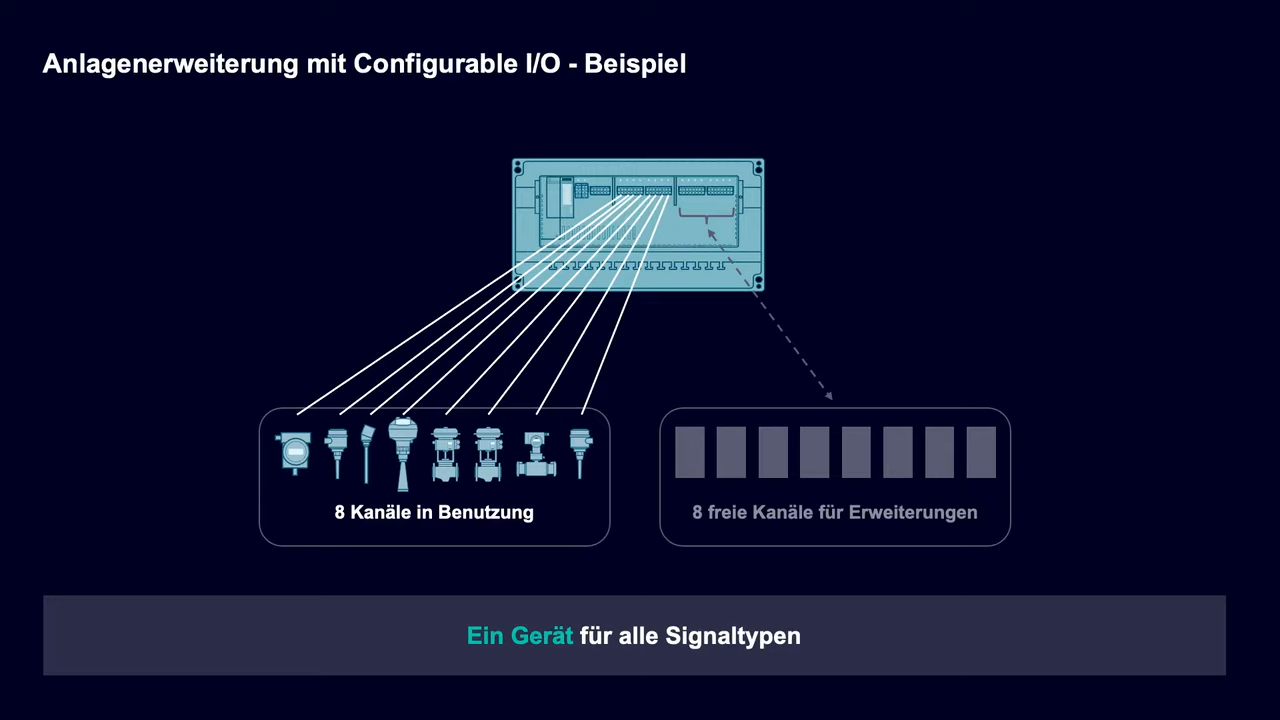 Anlagenerweiterung mit Configurable I/O - Beispiel
8 Kanäle in Benutzung
8 freie Kanäle für Erweiterungen
Ein Gerät für alle Signaltypen